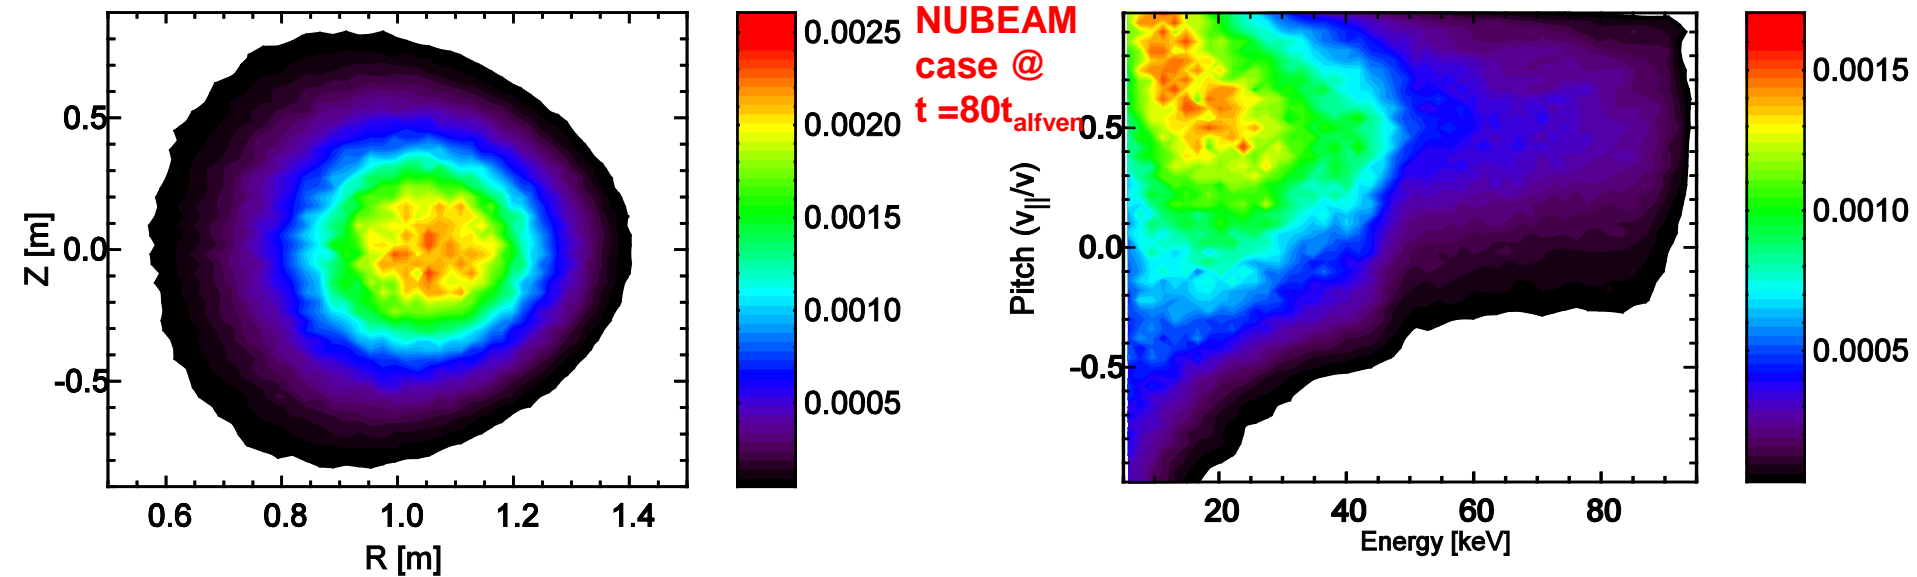 0.5
0.0
-0.5
Z [m]
0.6 0.8 1.0 1.2 1.4
R [m]
0.0025
0.0020
0.0015
0.0010
0.0005
NUBEAM
case @
t =80t_alfven
0.5
0.0
-0.5
Pitch (v_||/v)
20 40 60 80
Energy [keV]
0.0015
0.0010
0.0005